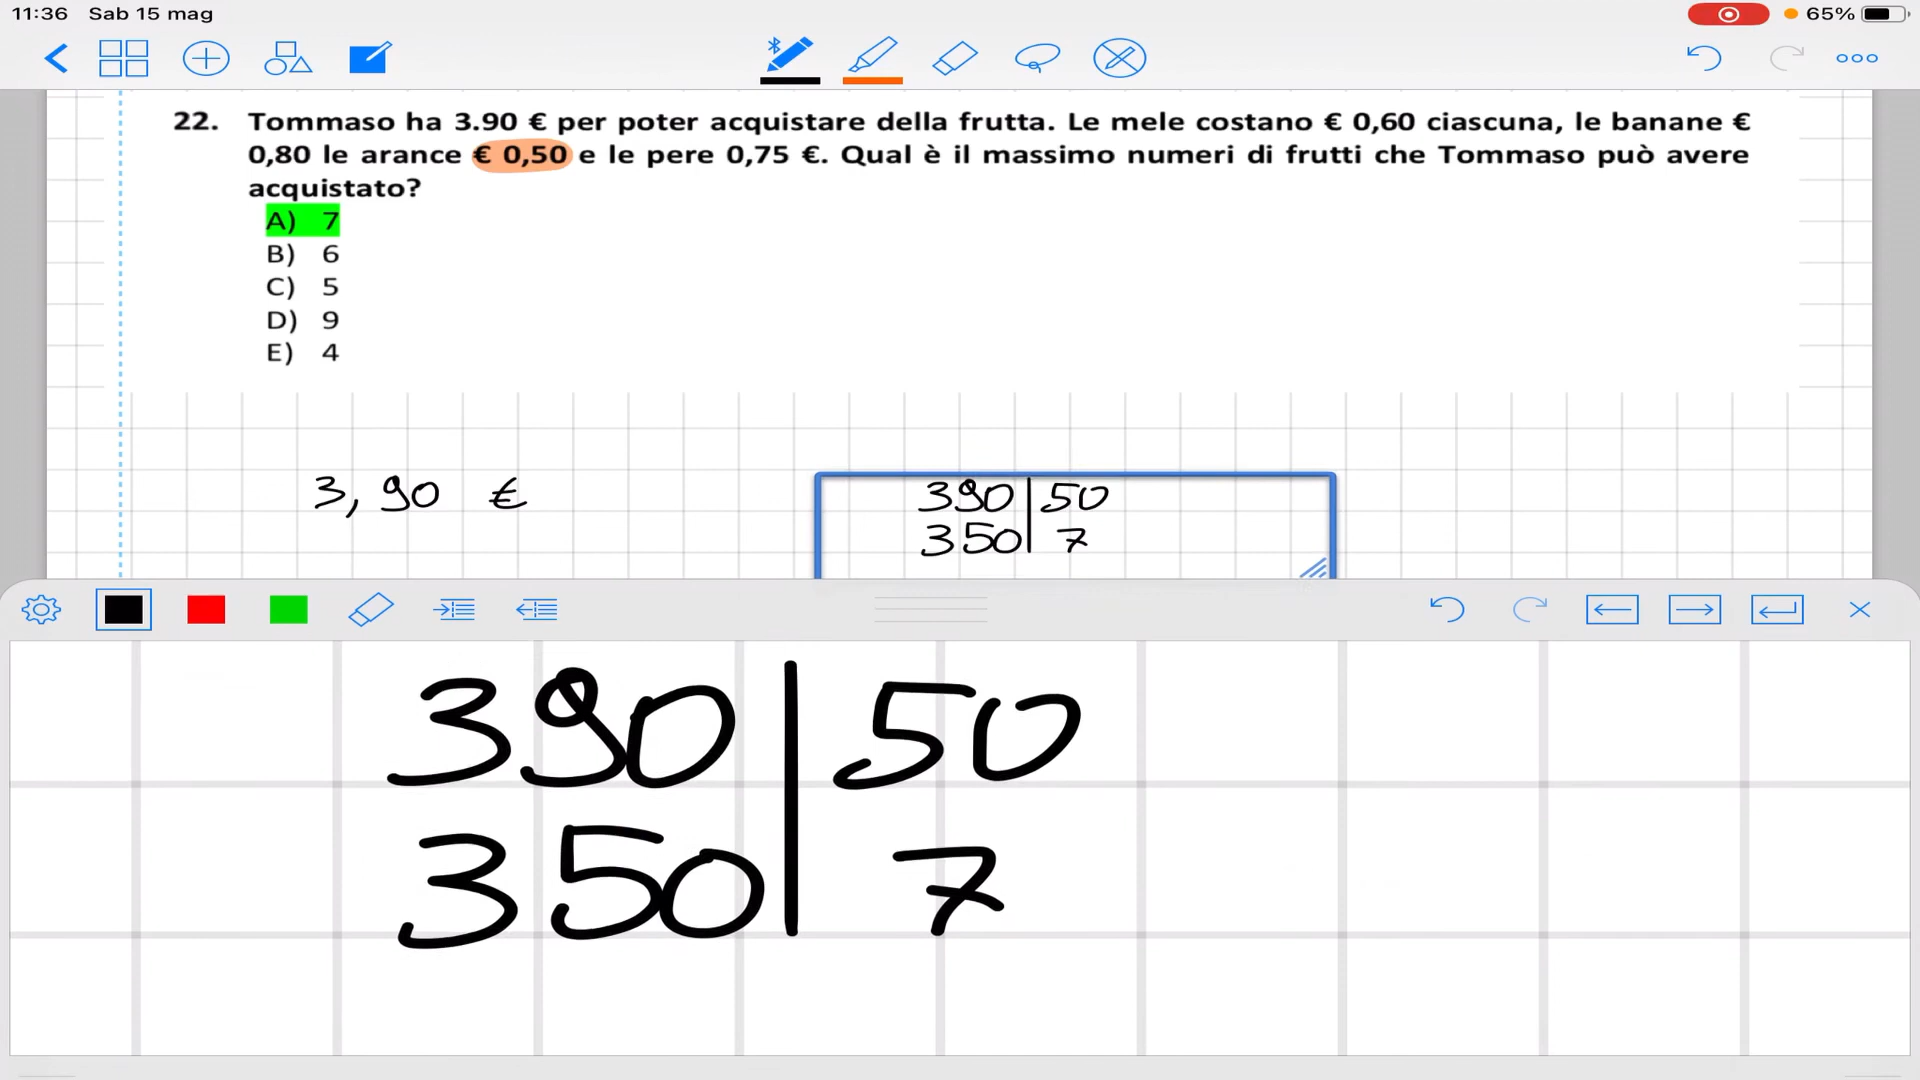 11:36 Sab 15 mag 65%
22. Tommaso ha 3.90 € per poter acquistare della frutta. Le mele costano € 0,60 ciascuna, le banane €
0,80 le arance € 0,50 e le pere 0,75 €. Qual è il massimo numeri di frutti che Tommaso può avere
acquistato?
A) 7
B) 6
C) 5
D) 9
E) 4
3,90 €
390 | 50
350 | 7
390 | 50
350 | 7